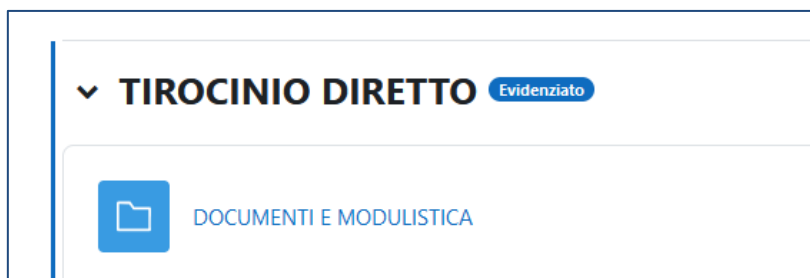 TIROCINIO DIRETTO Evidenziato
DOCUMENTI E MODULISTICA